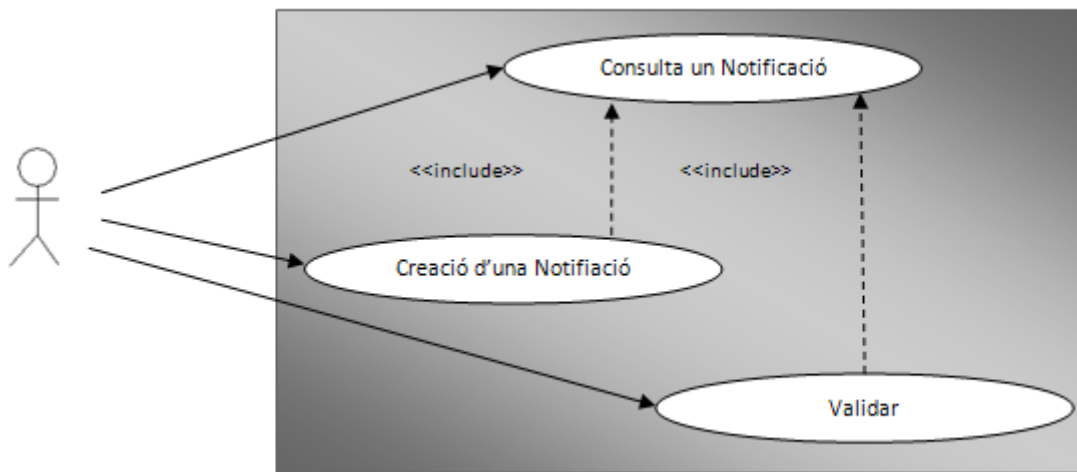 Consulta un Notificació
<<include>>
<<include>>
Creació d'una Notifiació
Validar